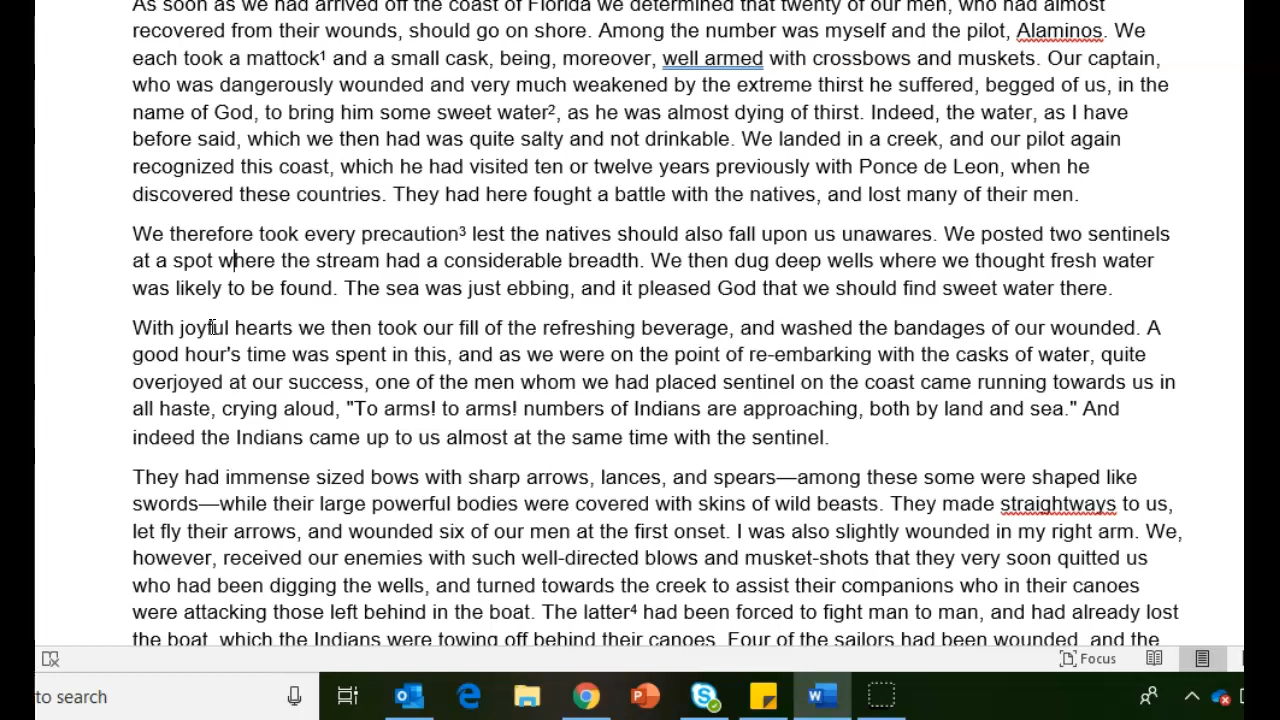 As soon as we had arrived off the coast of Florida we determined that twenty of our men, who had almost
recovered from their wounds, should go on shore. Among the number was myself and the pilot, Alaminos. We
each took a mattock¹ and a small cask, being, moreover, well armed with crossbows and muskets. Our captain,
who was dangerously wounded and very much weakened by the extreme thirst he suffered, begged of us, in the
name of God, to bring him some sweet water², as he was almost dying of thirst. Indeed, the water, as I have
before said, which we then had was quite salty and not drinkable. We landed in a creek, and our pilot again
recognized this coast, which he had visited ten or twelve years previously with Ponce de Leon, when he
discovered these countries. They had here fought a battle with the natives, and lost many of their men.
We therefore took every precaution³ lest the natives should also fall upon us unawares. We posted two sentinels
at a spot where the stream had a considerable breadth. We then dug deep wells where we thought fresh water
was likely to be found. The sea was just ebbing, and it pleased God that we should find sweet water there.
With joyful hearts we then took our fill of the refreshing beverage, and washed the bandages of our wounded. A
good hour's time was spent in this, and as we were on the point of re-embarking with the casks of water, quite
overjoyed at our success, one of the men whom we had placed sentinel on the coast came running towards us in
all haste, crying aloud, "To arms! to arms! numbers of Indians are approaching, both by land and sea." And
indeed the Indians came up to us almost at the same time with the sentinel.
They had immense sized bows with sharp arrows, lances, and spears—among these some were shaped like
swords—while their large powerful bodies were covered with skins of wild beasts. They made straightways to us,
let fly their arrows, and wounded six of our men at the first onset. I was also slightly wounded in my right arm. We,
however, received our enemies with such well-directed blows and musket-shots that they very soon quitted us
who had been digging the wells, and turned towards the creek to assist their companions who in their canoes
were attacking those left behind in the boat. The latter⁴ had been forced to fight man to man, and had already lost
the boat, which the Indians were towing off behind their canoes. Four of the sailors had been wounded, and the
Focus
to search